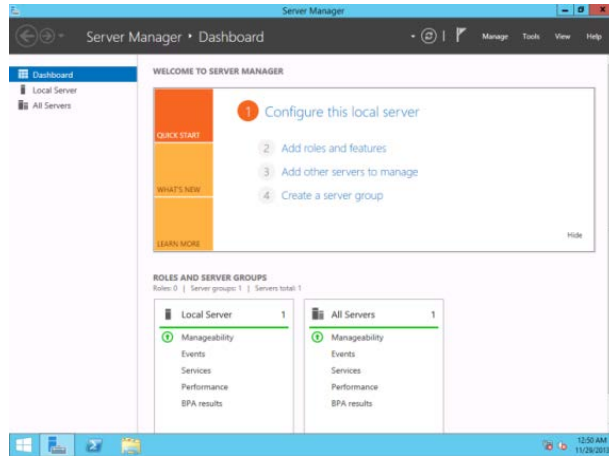 Server Manager
Server Manager • Dashboard
Manage Tools View Help
Dashboard
Local Server
All Servers
WELCOME TO SERVER MANAGER
QUICK START
WHAT'S NEW
LEARN MORE
1 Configure this local server
2 Add roles and features
3 Add other servers to manage
4 Create a server group
Hide
ROLES AND SERVER GROUPS
Roles: 0 | Server groups: 1 | Servers total: 1
Local Server 1
Manageability
Events
Services
Performance
BPA results
All Servers 1
Manageability
Events
Services
Performance
BPA results
12:50 AM